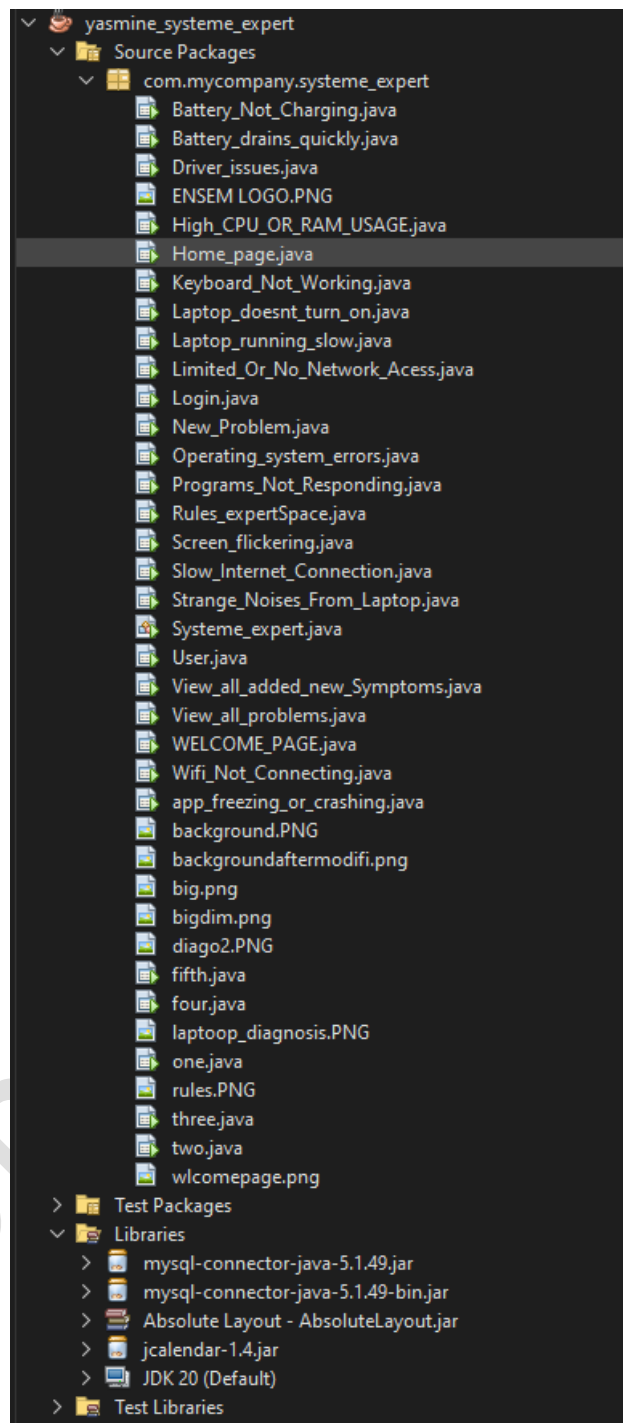 yasmine_systeme_expert
Source Packages
com.mycompany.systeme_expert
Battery_Not_Charging.java
Battery_drains_quickly.java
Driver_issues.java
ENSEM LOGO.PNG
High_CPU_OR_RAM_USAGE.java
Home_page.java
Keyboard_Not_Working.java
Laptop_doesnt_turn_on.java
Laptop_running_slow.java
Limited_Or_No_Network_Acess.java
Login.java
New_Problem.java
Operating_system_errors.java
Programs_Not_Responding.java
Rules_expertSpace.java
Screen_flickering.java
Slow_Internet_Connection.java
Strange_Noises_From_Laptop.java
Systeme_expert.java
User.java
View_all_added_new_Symptoms.java
View_all_problems.java
WELCOME_PAGE.java
Wifi_Not_Connecting.java
app_freezing_or_crashing.java
background.PNG
backgroundaftermodifi.png
big.png
bigdim.png
diago2.PNG
fifth.java
four.java
laptoop_diagnosis.PNG
one.java
rules.PNG
three.java
two.java
wlcomepage.png
Test Packages
Libraries
mysql-connector-java-5.1.49.jar
mysql-connector-java-5.1.49-bin.jar
Absolute Layout - AbsoluteLayout.jar
jcalendar-1.4.jar
JDK 20 (Default)
Test Libraries